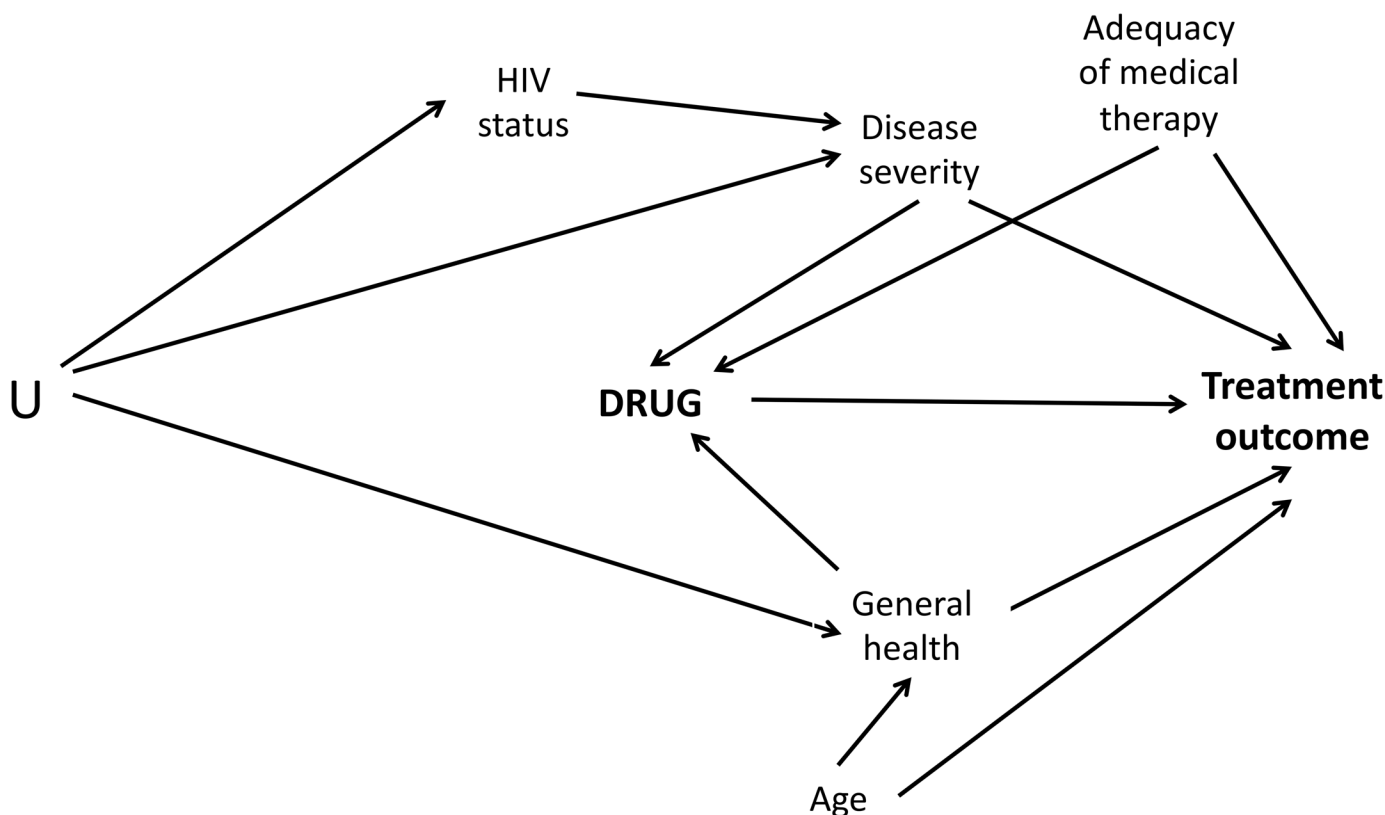 Adequacy
of medical
therapy
HIV
status
Disease
severity
U
DRUG
Treatment
outcome
General
health
Age